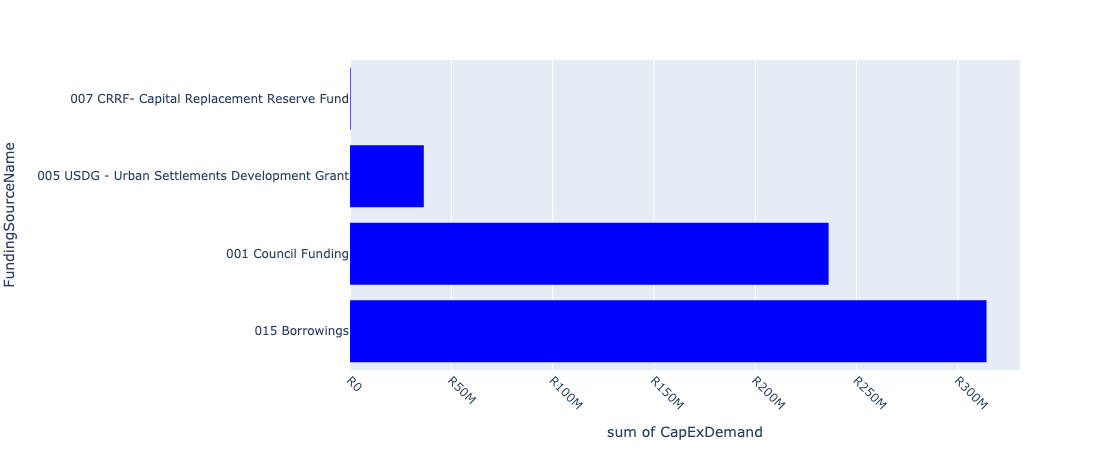 007 CRRF- Capital Replacement Reserve Fund
005 USDG - Urban Settlements Development Grant
001 Council Funding
015 Borrowings
FundingSourceName
R0
R50M
R100M
R150M
R200M
R250M
R300M
sum of CapExDemand